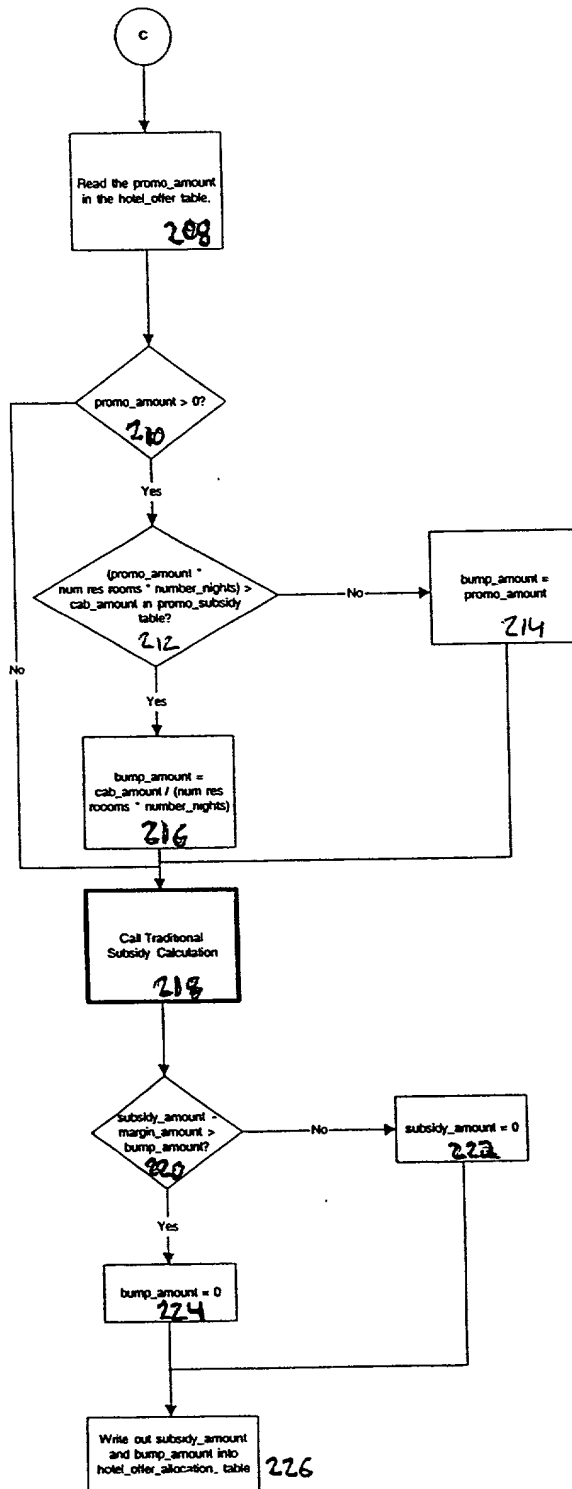 C
Read the promo_amount
in the hotel_offer table.
208
promo_amount > 0?
210
Yes
(promo_amount *
num res rooms * number_nights) >
cab_amount in promo_subsidy
table?
212
No
bump_amount =
promo_amount
214
No
Yes
bump_amount =
cab_amount / (num res
roooms * number_nights)
216
Call Traditional
Subsidy Calculation
218
subsidy_amount -
margin_amount >
bump_amount?
220
No
subsidy_amount = 0
222
Yes
bump_amount = 0
224
Write out subsidy_amount
and bump_amount into
hotel_offer_allocation_ table
226